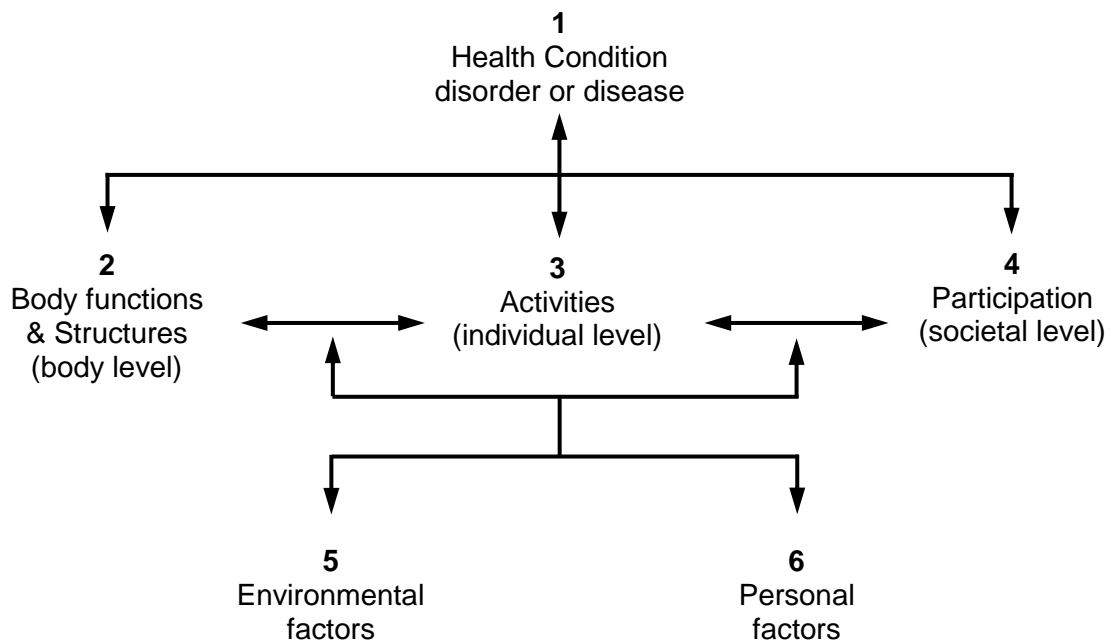 1
Health Condition
disorder or disease
2
Body functions
& Structures
(body level)
3
Activities
(individual level)
4
Participation
(societal level)
5
Environmental
factors
6
Personal
factors